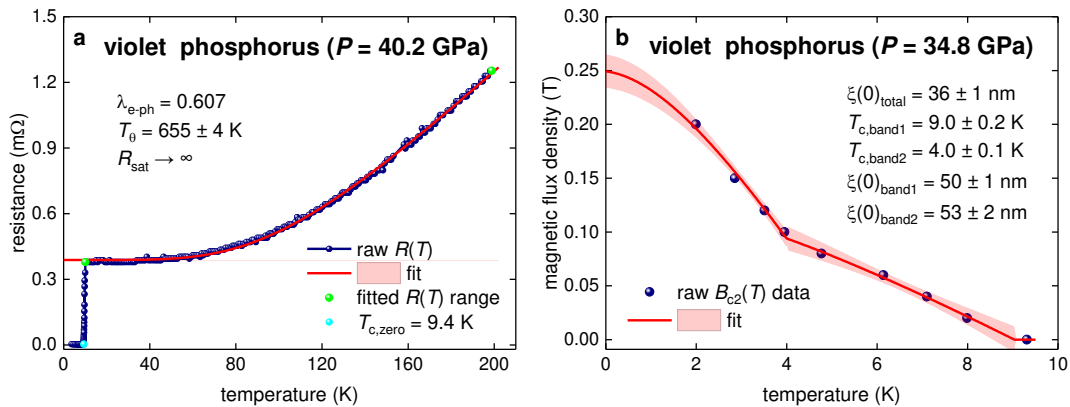 a violet phosphorus (P = 40.2 GPa)
λe-ph = 0.607
Tθ = 655 ± 4 K
Rsat → ∞
raw R(T)
fit
fitted R(T) range
Tc,zero = 9.4 K
resistance (mΩ)
1.5
1.2
0.9
0.6
0.3
0.0
0 40 80 120 160 200
temperature (K)
b violet phosphorus (P = 34.8 GPa)
ξ(0)total = 36 ± 1 nm
Tc,band1 = 9.0 ± 0.2 K
Tc,band2 = 4.0 ± 0.1 K
ξ(0)band1 = 50 ± 1 nm
ξ(0)band2 = 53 ± 2 nm
raw Bc2(T) data
fit
magnetic flux density (T)
0.30
0.25
0.20
0.15
0.10
0.05
0.00
0 2 4 6 8 10
temperature (K)